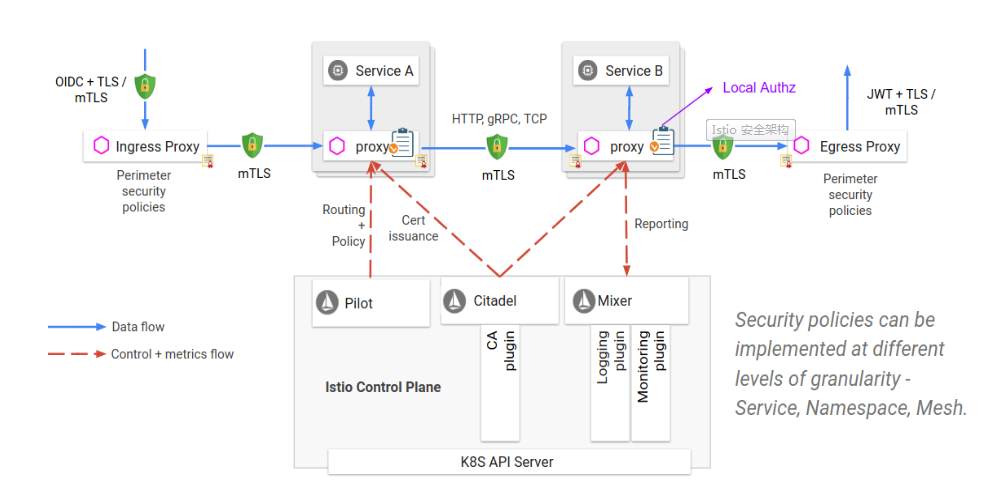 Service A
Service B
OIDC + TLS /
mTLS
Local Authz
JWT + TLS /
mTLS
HTTP, gRPC, TCP
Istio 安全架构
Ingress Proxy
proxy
proxy
Egress Proxy
mTLS
mTLS
mTLS
Perimeter
security
policies
Perimeter
security
policies
Routing
+
Policy
Cert
issuance
Reporting
Pilot
Citadel
Mixer
Data flow
Control + metrics flow
CA
plugin
Logging
plugin
Monitoring
plugin
Istio Control Plane
K8S API Server
Security policies can be
implemented at different
levels of granularity -
Service, Namespace, Mesh.